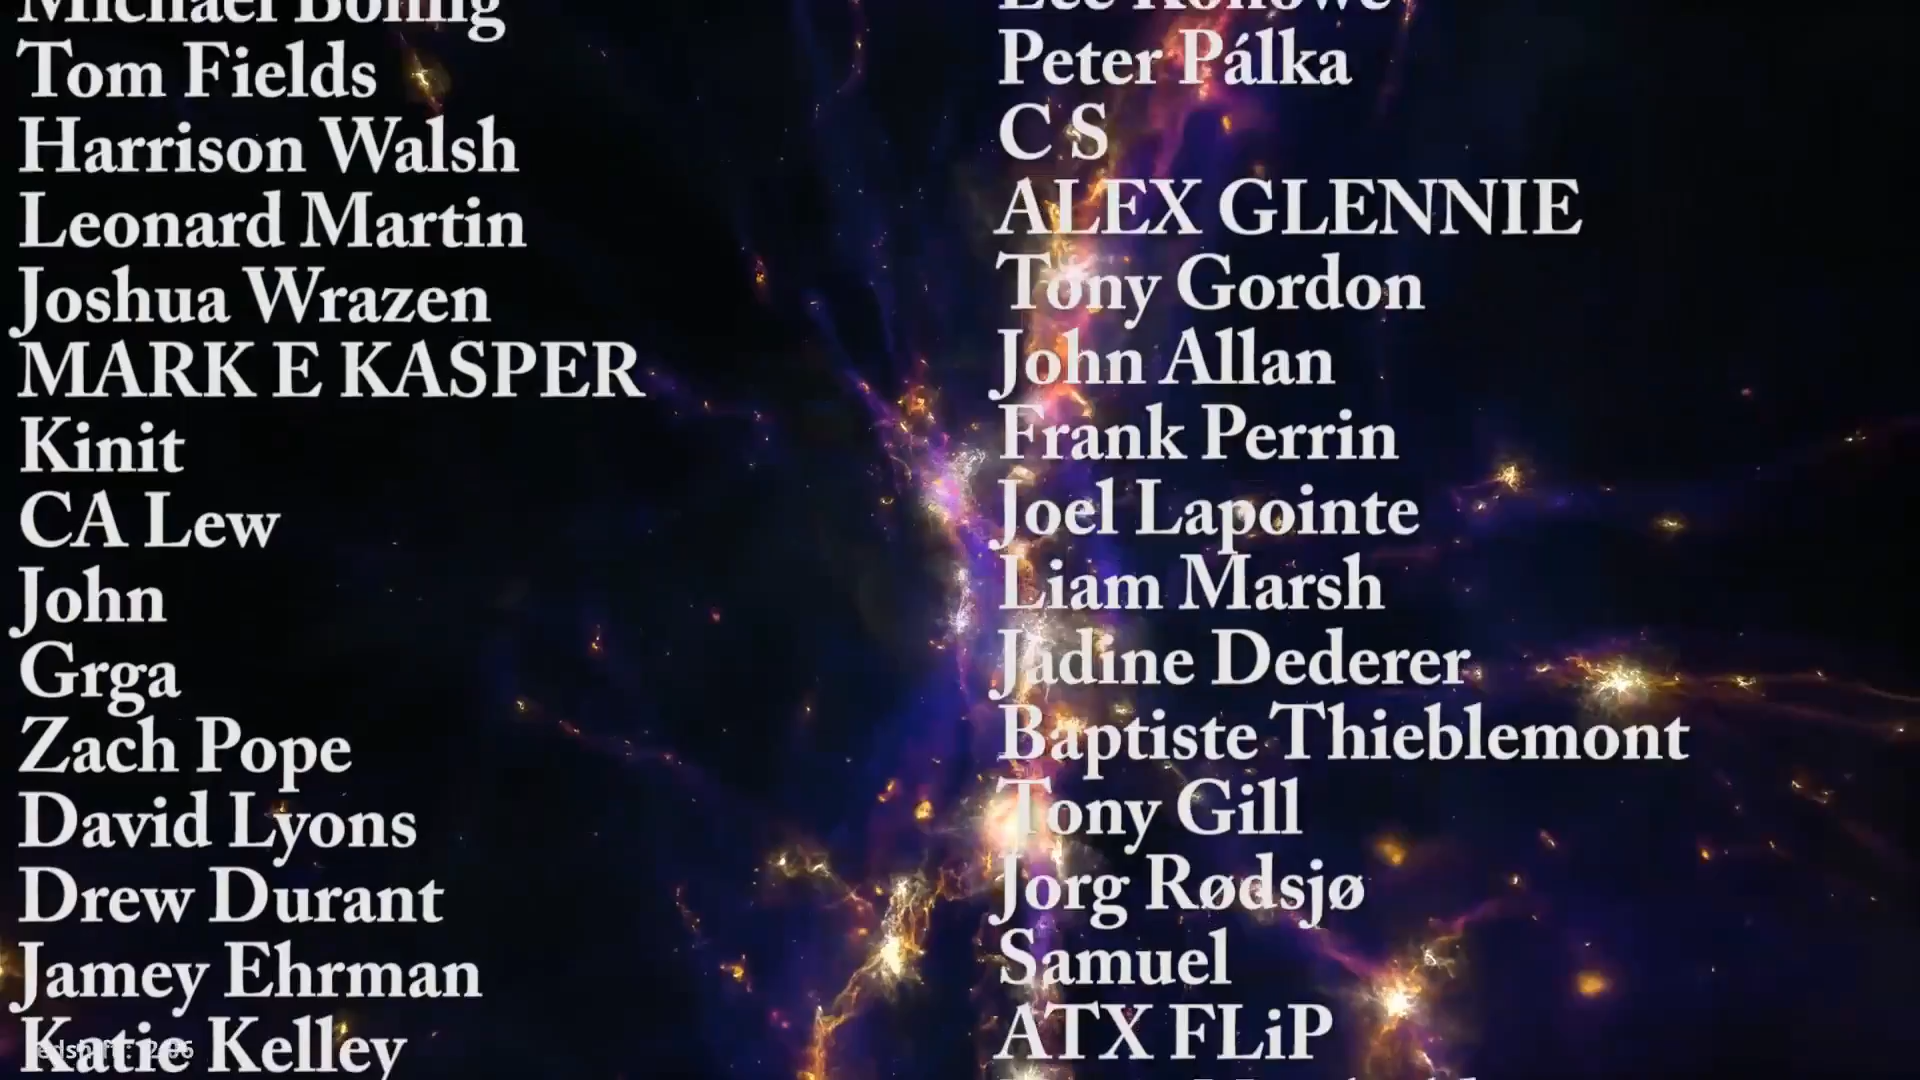 Tom Fields
Harrison Walsh
Leonard Martin
Joshua Wrazen
MARK E KASPER
Kinit
CA Lew
John
Grga
Zach Pope
David Lyons
Drew Durant
Jamey Ehrman
Katie Kelley
Peter Pálka
C S
ALEX GLENNIE
Tony Gordon
John Allan
Frank Perrin
Joel Lapointe
Liam Marsh
Jadine Dederer
Baptiste Thieblemont
Tony Gill
Jorg Rødsjø
Samuel
ATX FLiP